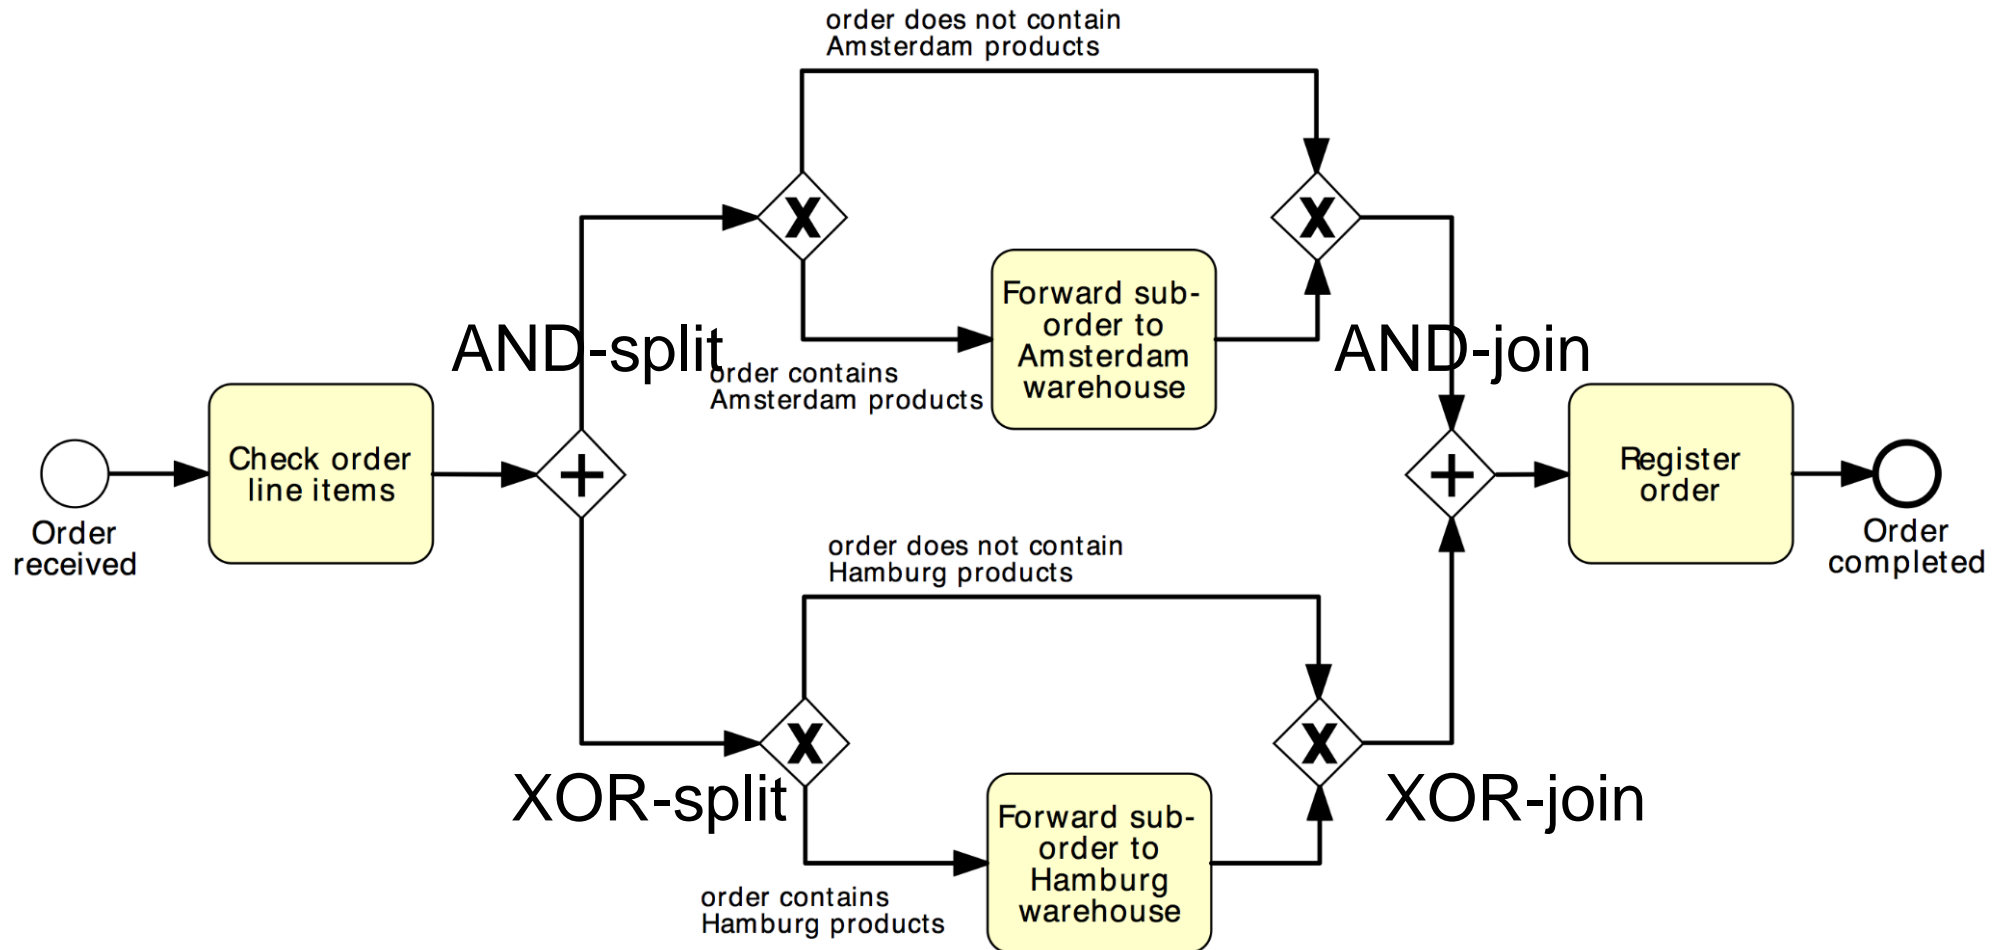 order does not contain
Amsterdam products
AND-split
order contains
Amsterdam products
Forward sub-
order to
Amsterdam
warehouse
AND-join
Order
received
Check order
line items
Register
order
Order
completed
order does not contain
Hamburg products
XOR-split
order contains
Hamburg products
Forward sub-
order to
Hamburg
warehouse
XOR-join